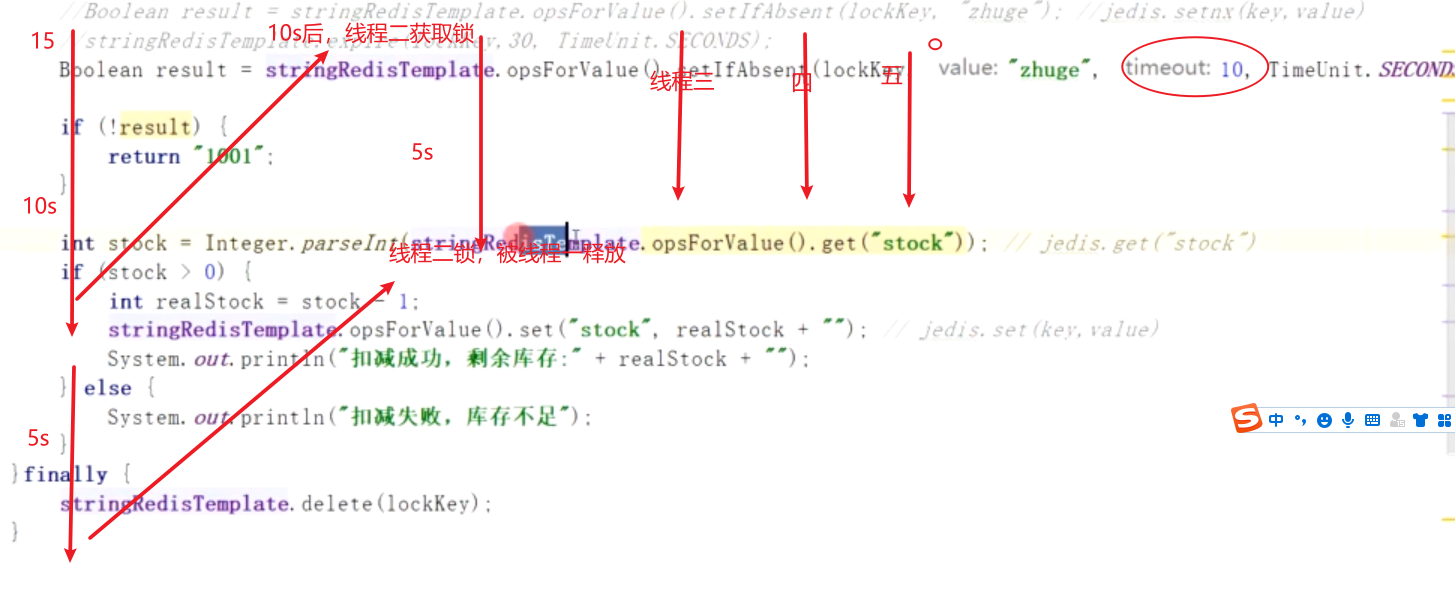 //Boolean result = stringRedisTemplate.opsForValue().setIfAbsent(lockKey, "zhuge"); //jedis.setnx(key,value)
15
10s后，线程二获取锁
//stringRedisTemplate.expire(lockKey,30, TimeUnit.SECONDS);
Boolean result = stringRedisTemplate.opsForValue().setIfAbsent(lockKey value: "zhuge", timeout: 10, TimeUnit.SECOND
线程三
四
五
if (!result) {
return "1001";
5s
}
10s
int stock = Integer.parseInt(stringRedisTemplate.opsForValue().get("stock")); // jedis.get("stock")
线程二锁，被线程一释放
if (stock > 0) {
int realStock = stock - 1;
stringRedisTemplate.opsForValue().set("stock", realStock + ""); // jedis.set(key,value)
System.out.println("扣减成功，剩余库存:" + realStock + "");
} else {
System.out.println("扣减失败，库存不足");
中
5s
}
}finally {
stringRedisTemplate.delete(lockKey);
}